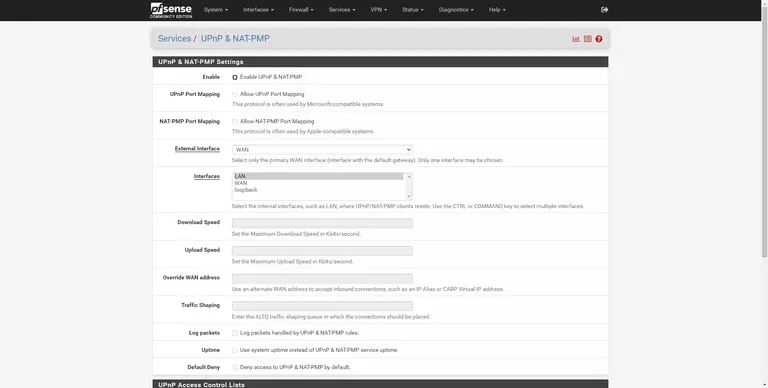 pfsense
COMMUNITY EDITION
System Interfaces Firewall Services VPN Status Diagnostics Help
Services / UPnP & NAT-PMP
UPnP & NAT-PMP Settings
Enable Enable UPnP & NAT-PMP
UPnP Port Mapping Allow UPnP Port Mapping
This protocol is often used by Microsoft-compatible systems.
NAT-PMP Port Mapping Allow NAT-PMP Port Mapping
This protocol is often used by Apple-compatible systems.
External Interface WAN
Select only the primary WAN interface (interface with the default gateway). Only one interface may be chosen.
Interfaces LAN
WAN
loopback
Select the internal interfaces, such as LAN, where UPnP/NAT-PMP clients reside. Use the CTRL or COMMAND key to select multiple interfaces.
Download Speed
Set the Maximum Download Speed in Kbits/second.
Upload Speed
Set the Maximum Upload Speed in Kbits/second.
Override WAN address
Use an alternate WAN address to accept inbound connections, such as an IP Alias or CARP Virtual IP address.
Traffic Shaping
Enter the ALTQ traffic shaping queue in which the connections should be placed.
Log packets Log packets handled by UPnP & NAT-PMP rules.
Uptime Use system uptime instead of UPnP & NAT-PMP service uptime.
Default Deny Deny access to UPnP & NAT-PMP by default.
UPnP Access Control Lists